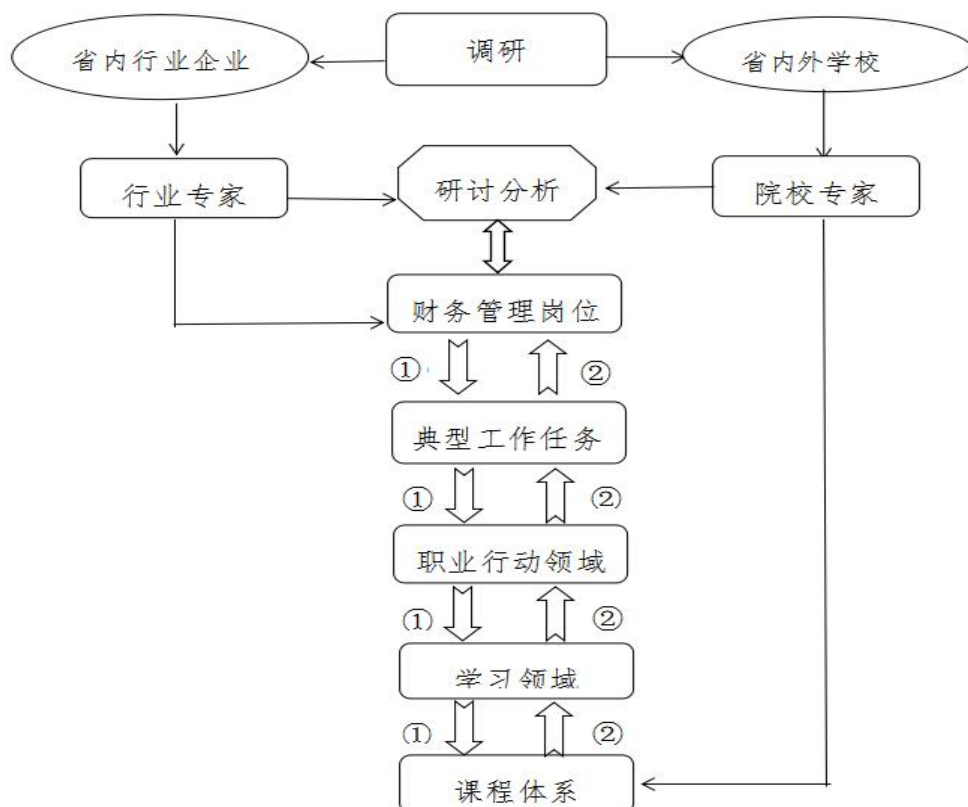 调研
省内行业企业
省内外学校
行业专家
研讨分析
院校专家
财务管理岗位
① ②
典型工作任务
① ②
职业行动领域
① ②
学习领域
① ②
课程体系